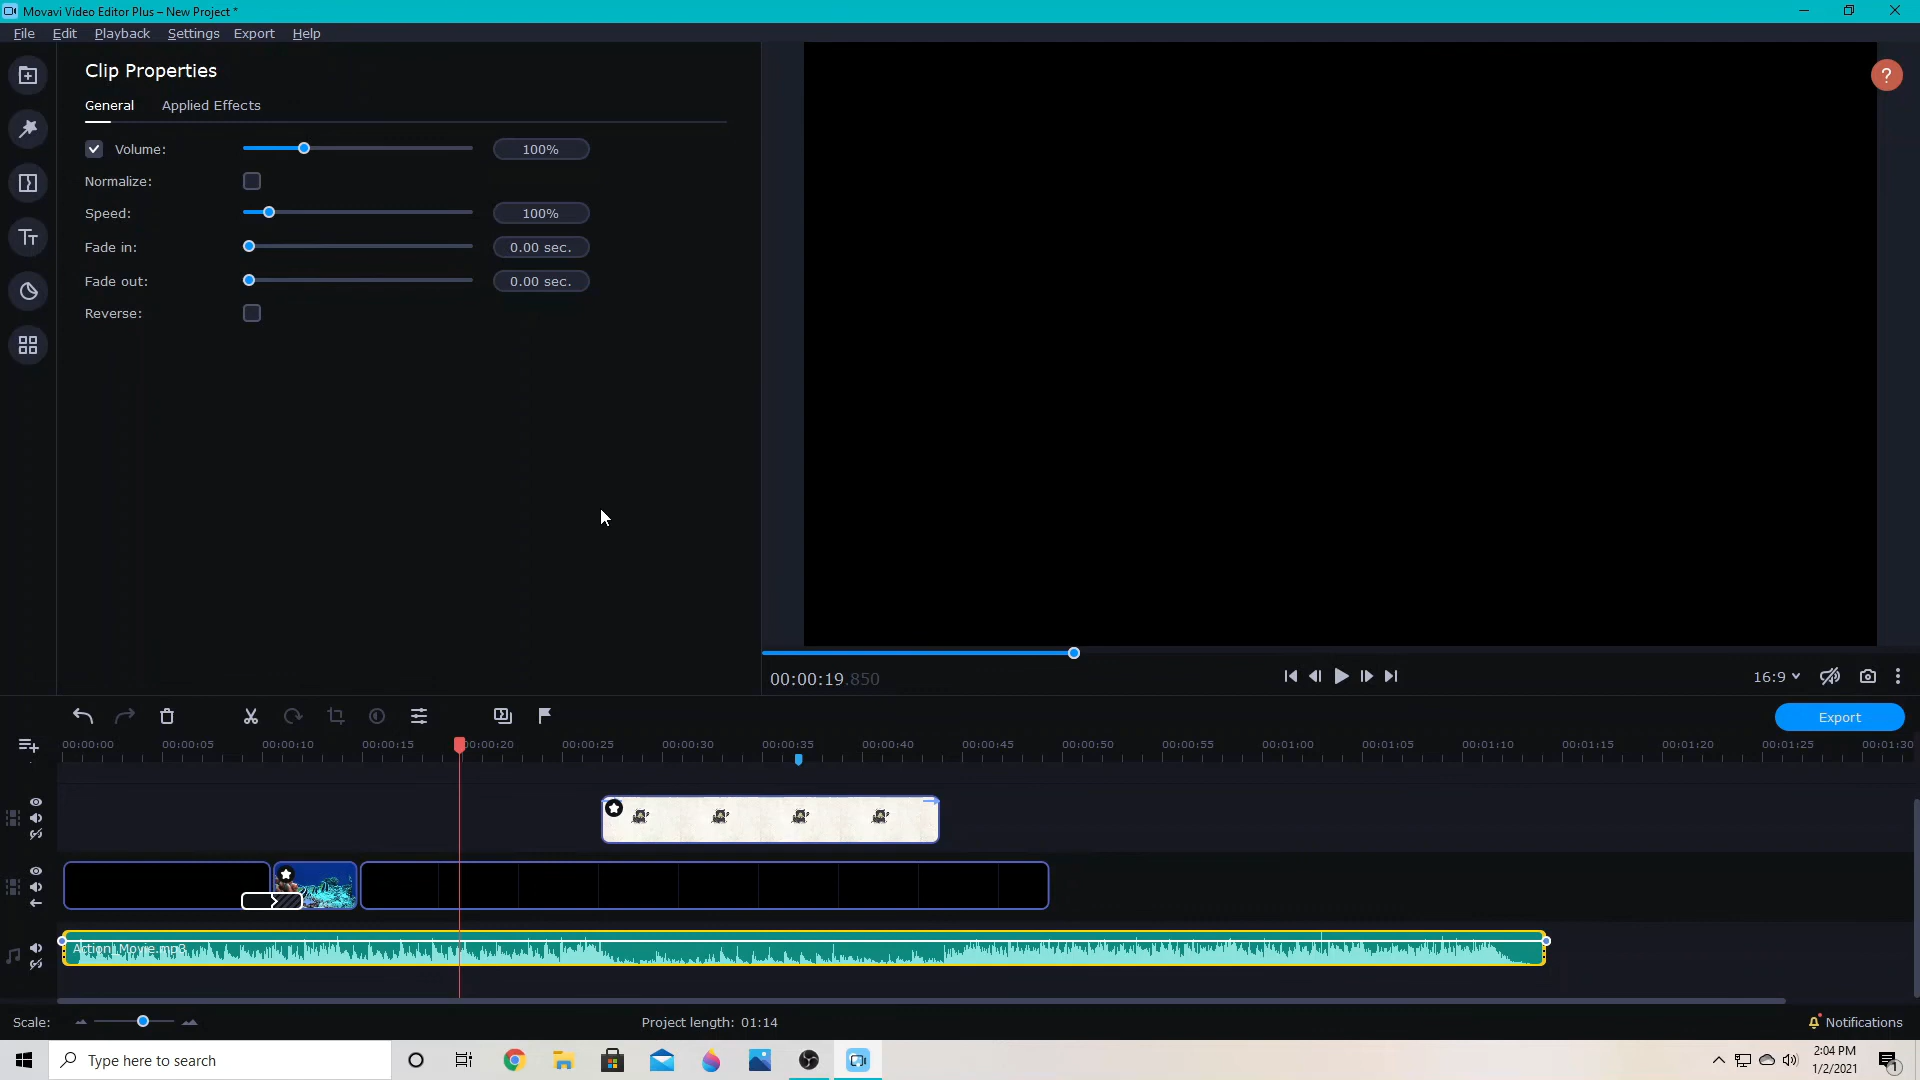 Movavi Video Editor Plus – New Project *
File Edit Playback Settings Export Help
Clip Properties
General Applied Effects
Volume: 100%
Normalize:
Speed: 100%
Fade in: 0.00 sec.
Fade out: 0.00 sec.
Reverse:
?
00:00:19.850
16:9
Export
00:00:00 00:00:05 00:00:10 00:00:15 00:00:20 00:00:25 00:00:30 00:00:35 00:00:40 00:00:45 00:00:50 00:00:55 00:01:00 00:01:05 00:01:10 00:01:15 00:01:20 00:01:25 00:01:30
Action Movie.mp3
Scale:
Project length: 01:14
Notifications
Type here to search
2:04 PM
1/2/2021
1